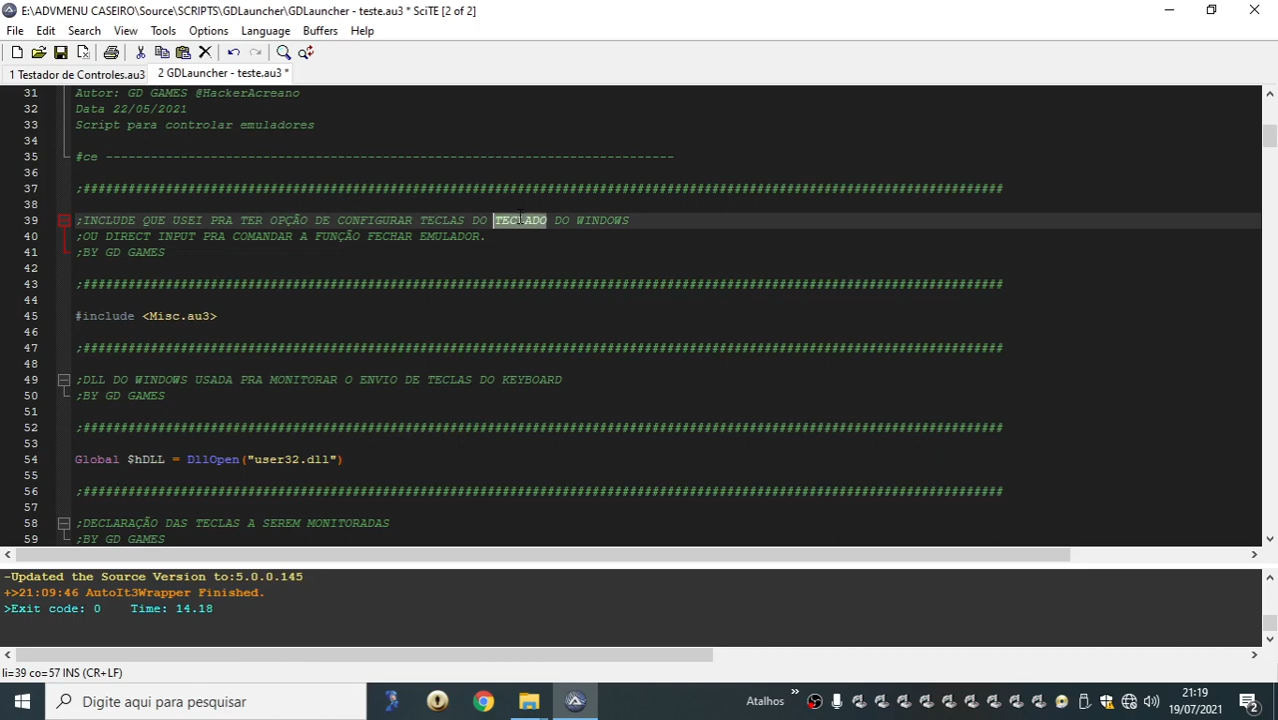 E:\ADVMENU CASEIRO\Source\SCRIPTS\GDLauncher\GDLauncher - teste.au3 * SciTE [2 of 2]
File Edit Search View Tools Options Language Buffers Help
1 Testador de Controles.au3 2 GDLauncher - teste.au3 *
31 Autor: GD GAMES @HackerAcreano
32 Data 22/05/2021
33 Script para controlar emuladores
34
35 #ce ----------------------------------------------------------------------------
36
37 ;###########################################################################################################################
38
39 ;INCLUDE QUE USEI PRA TER OPÇÃO DE CONFIGURAR TECLAS DO TECLADO DO WINDOWS
40 ;OU DIRECT INPUT PRA COMANDAR A FUNÇÃO FECHAR EMULADOR.
41 ;BY GD GAMES
42
43 ;###########################################################################################################################
44
45 #include <Misc.au3>
46
47 ;###########################################################################################################################
48
49 ;DLL DO WINDOWS USADA PRA MONITORAR O ENVIO DE TECLAS DO KEYBOARD
50 ;BY GD GAMES
51
52 ;###########################################################################################################################
53
54 Global $hDLL = DllOpen("user32.dll")
55
56 ;###########################################################################################################################
57
58 ;DECLARAÇÃO DAS TECLAS A SEREM MONITORADAS
59 ;BY GD GAMES
-Updated the Source Version to:5.0.0.145
+>21:09:46 AutoIt3Wrapper Finished.
>Exit code: 0    Time: 14.18
li=39 co=57 INS (CR+LF)
Digite aqui para pesquisar
Atalhos
21:19
19/07/2021
2